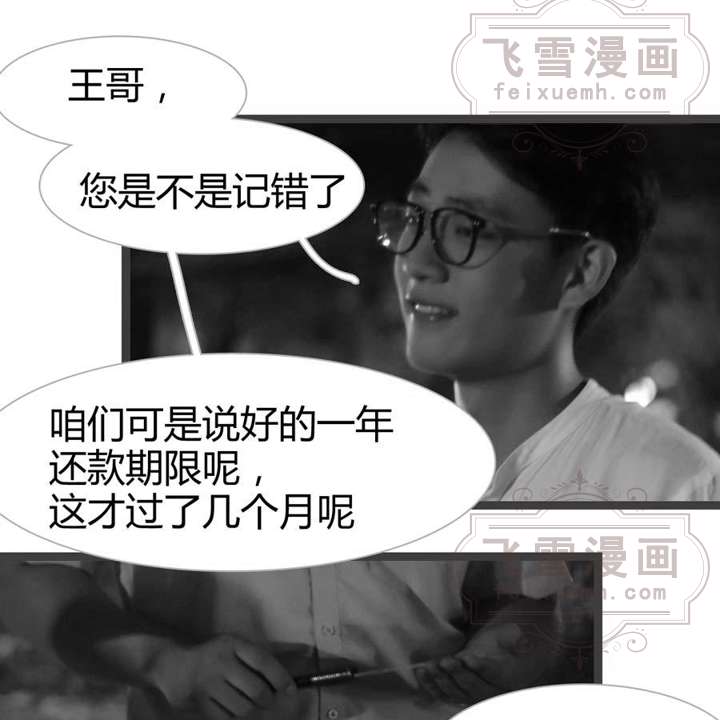 飞雪漫画
feixuemh.com
王哥，
您是不是记错了
咱们可是说好的一年
还款期限呢，
这才过了几个月呢
飞雪漫画
feixuemh.com